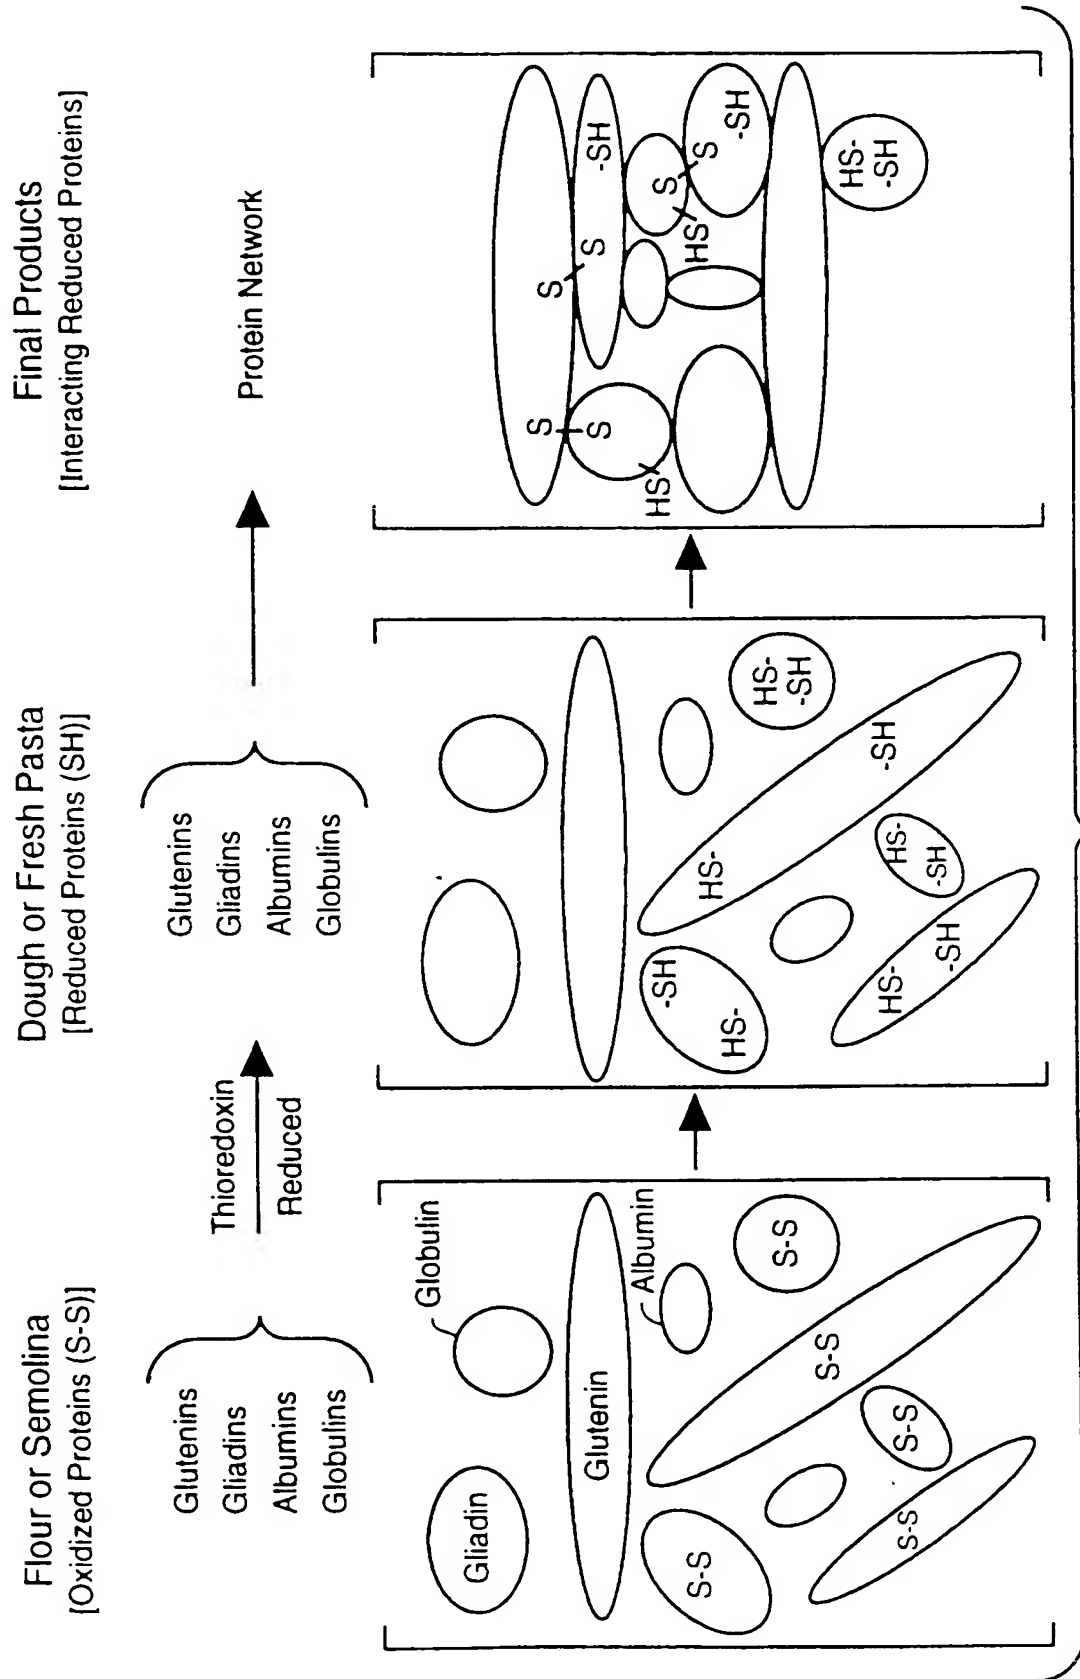 Flour or Semolina
[Oxidized Proteins (S-S)]
Dough or Fresh Pasta
[Reduced Proteins (SH)]
Final Products
[Interacting Reduced Proteins]
Glutenins
Gliadins
Albumins
Globulins
Thioredoxin
Reduced
Glutenins
Gliadins
Albumins
Globulins
Protein Network
Gliadin
Globulin
Glutenin
Albumin
S-S
S-S
S-S
S-S
S-S
-SH
HS-
HS-
-SH
HS-
-SH
HS-
-SH
HS-
-SH
S
S
HS
S
S
-SH
S
S
HS
-SH
HS-
-SH